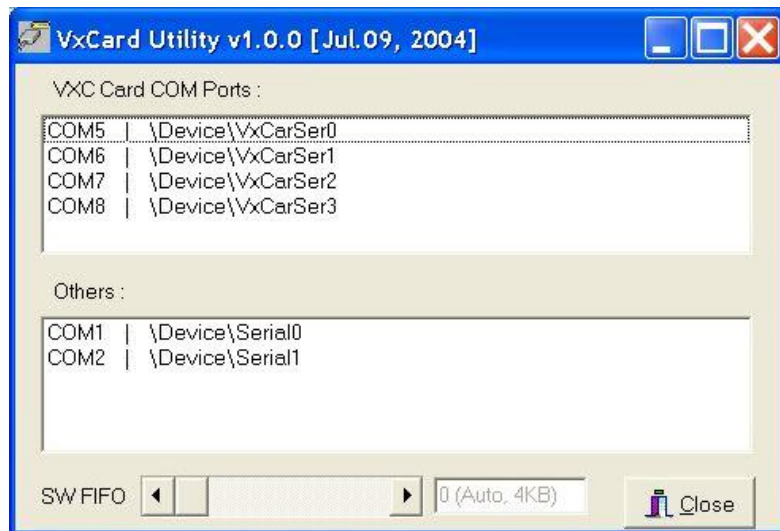 VxCard Utility v1.0.0 [Jul.09, 2004]
VXC Card COM Ports :
COM5 | \Device\VxCarSer0
COM6 | \Device\VxCarSer1
COM7 | \Device\VxCarSer2
COM8 | \Device\VxCarSer3
Others :
COM1 | \Device\Serial0
COM2 | \Device\Serial1
SW FIFO 0 (Auto, 4KB) Close